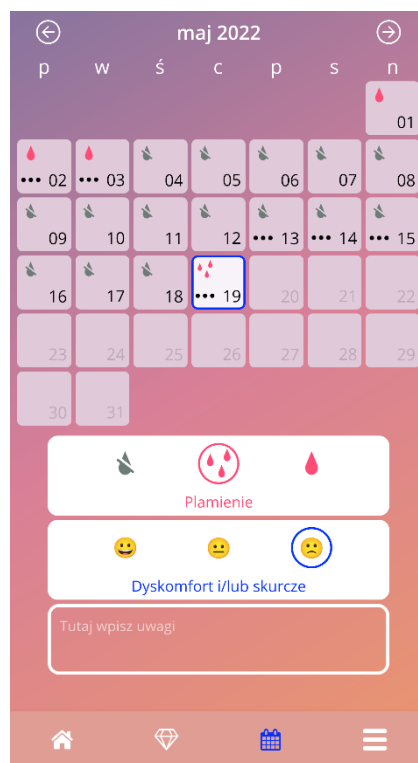 maj 2022
p w ś c p s n
01
••• 02 ••• 03 04 05 06 07 08
09 10 11 12 ••• 13 ••• 14 ••• 15
16 17 18 ••• 19 20 21 22
23 24 25 26 27 28 29
30 31
Plamienie
Dyskomfort i/lub skurcze
Tutaj wpisz uwagi